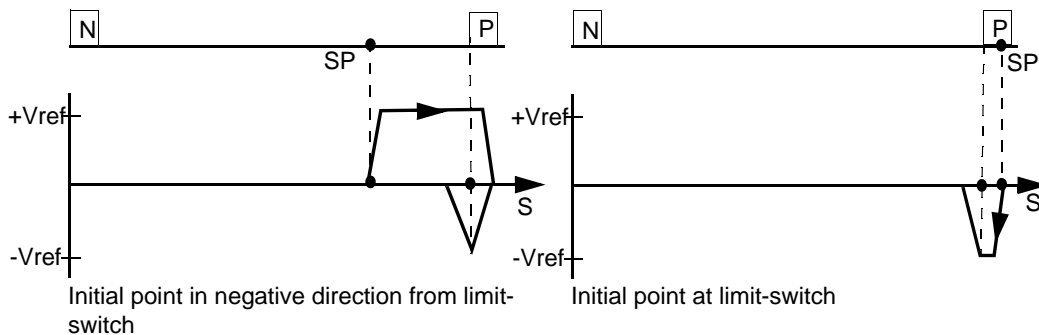 N
P
SP
+Vref
S
-Vref
Initial point in negative direction from limit-
switch
N
P
SP
+Vref
S
-Vref
Initial point at limit-switch